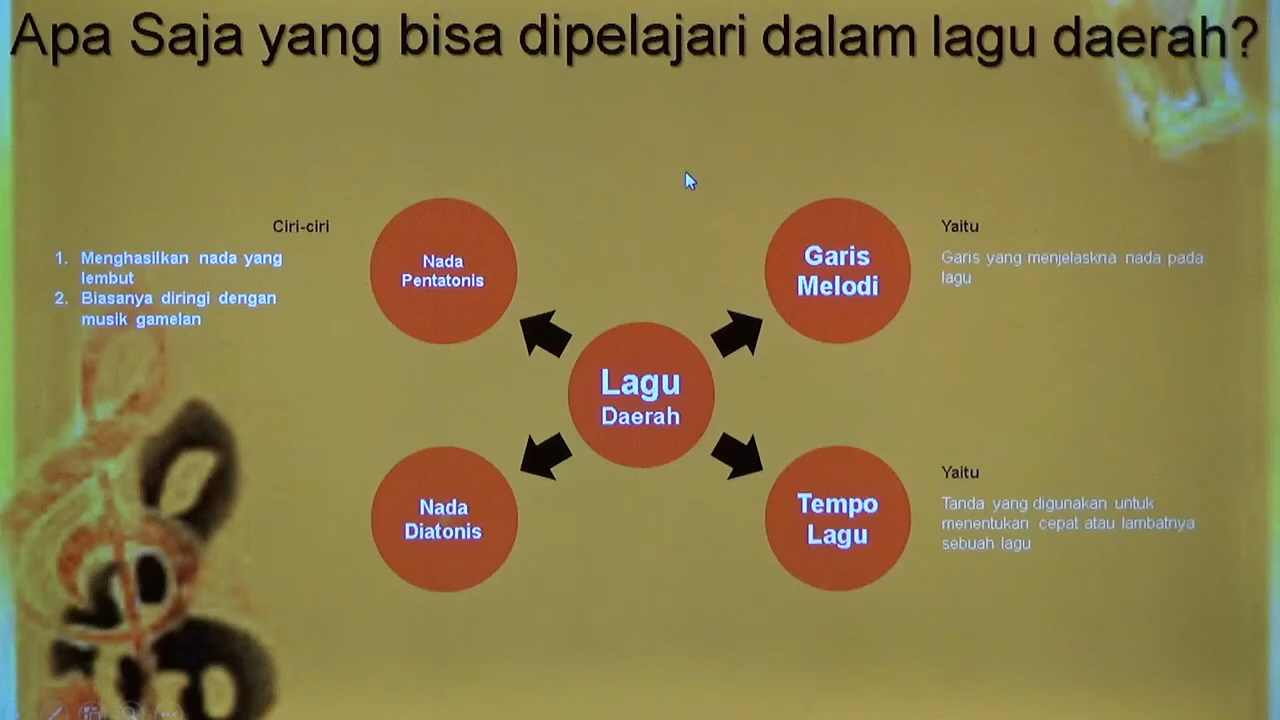 Apa Saja yang bisa dipelajari dalam lagu daerah?
Ciri-ciri
1. Menghasilkan nada yang
lembut
2. Biasanya diringi dengan
musik gamelan
Nada
Pentatonis
Garis
Melodi
Yaitu
Garis yang menjelaskna nada pada
lagu
Lagu
Daerah
Nada
Diatonis
Tempo
Lagu
Yaitu
Tanda yang digunakan untuk
menentukan cepat atau lambatnya
sebuah lagu